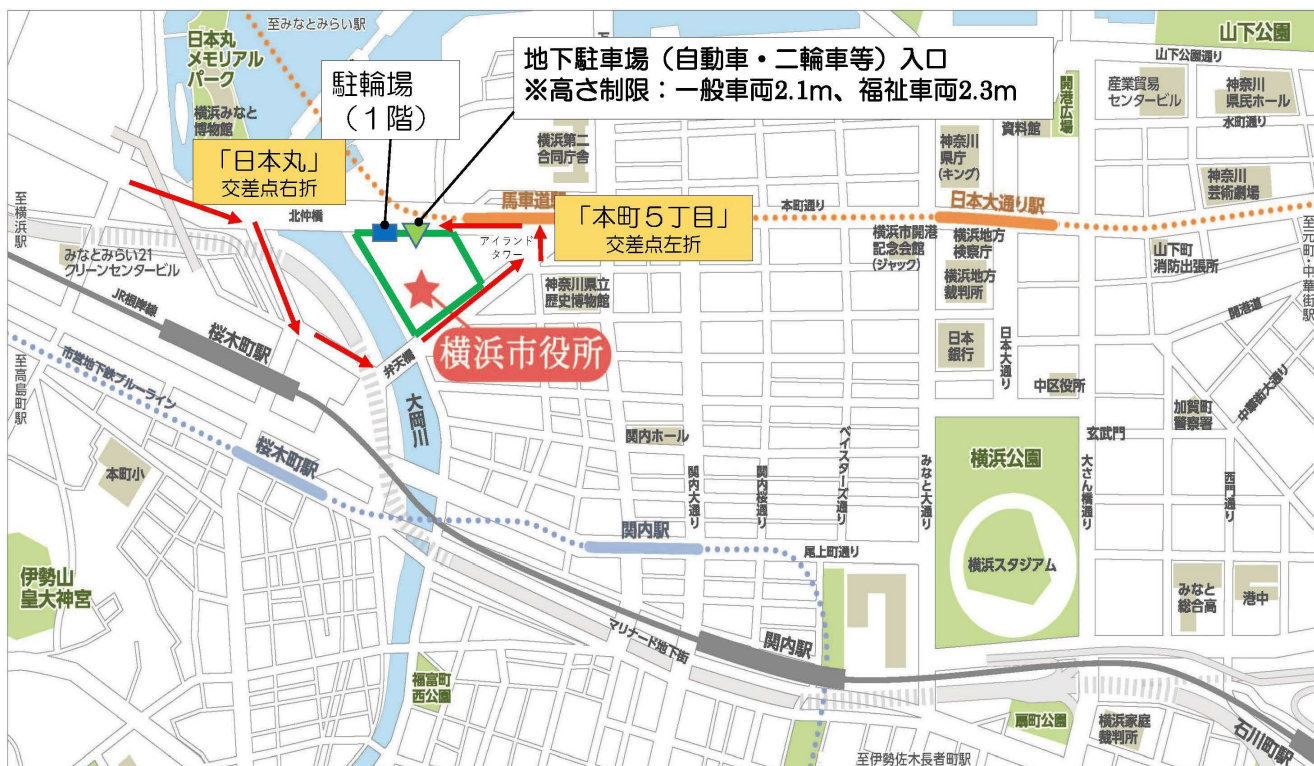 至みなとみらい駅
日本丸
メモリアル
パーク
横浜みなと
博物館
駐輪場
（１階）
地下駐車場（自動車・二輪車等）入口
※高さ制限：一般車両2.1m、福祉車両2.3m
山下公園
山下公園通り
産業貿易
センタービル
神奈川
県民ホール
水町通り
開港広場
資料館
神奈川
県庁
(キング)
横浜第二
合同庁舎
神奈川
芸術劇場
「日本丸」
交差点右折
至横浜駅
北仲橋
馬車道駅
本町通り
日本大通り駅
「本町５丁目」
交差点左折
アイランド
タワー
横浜市開港
記念会館
(ジャック)
横浜地方
検察庁
横浜地方
裁判所
山下町
消防出張所
至元町・中華街駅
みなとみらい21
クリーンセンタービル
神奈川県立
歴史博物館
JR根岸線
桜木町駅
横浜市役所
弁天橋
大岡川
日本
銀行
日本大通り
開港道
中区役所
中華街大通り
加賀町
警察署
市営地下鉄ブルーライン
至高島町駅
桜木町駅
本町小
関内ホール
関内大通り
関内桜通り
ベイスターズ通り
みなと大通り
横浜公園
玄武門
大さん橋通り
西門通り
関内駅
尾上町通り
横浜スタジアム
みなと
総合高
港中
伊勢山
皇大神宮
マリナード地下街
関内駅
福富町
西公園
扇町公園
横浜家庭
裁判所
石川町駅
至伊勢佐木長者町駅